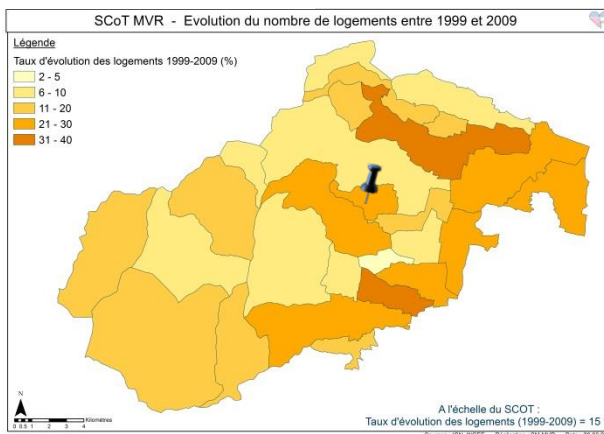 SCoT MVR - Evolution du nombre de logements entre 1999 et 2009
Légende
Taux d'évolution des logements 1999-2009 (%)
2 - 5
6 - 10
11 - 20
21 - 30
31 - 40
N
0 0.5 1 2 3 4
Kilomètres
A l'échelle du SCOT :
Taux d'évolution des logements (1999-2009) = 15